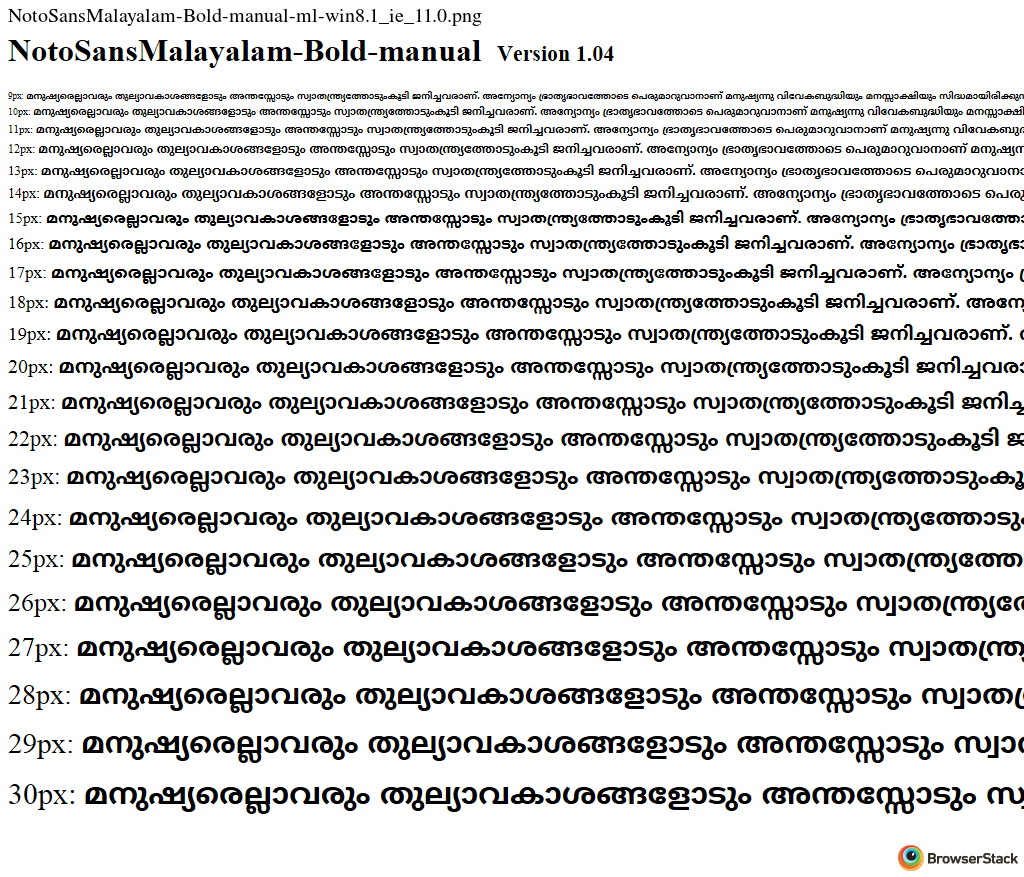 NotoSansMalayalam-Bold-manual-ml-win8.1_ie_11.0.png
NotoSansMalayalam-Bold-manual Version 1.04
9px: മനുഷ്യരെല്ലാവരും തുല്യാവകാശങ്ങളോടും അന്തസ്സോടും സ്വാതന്ത്ര്യത്തോടുംകൂടി ജനിച്ചവരാണ്. അന്യോന്യം ഭ്രാതൃഭാവത്തോടെ പെരുമാറുവാനാണ് മനുഷ്യന്നു വിവേകബുദ്ധിയും മനസ്സാക്ഷിയും സിദ്ധമായിരിക്കുന
10px: മനുഷ്യരെല്ലാവരും തുല്യാവകാശങ്ങളോടും അന്തസ്സോടും സ്വാതന്ത്ര്യത്തോടുംകൂടി ജനിച്ചവരാണ്. അന്യോന്യം ഭ്രാതൃഭാവത്തോടെ പെരുമാറുവാനാണ് മനുഷ്യന്നു വിവേകബുദ്ധിയും മനസ്സാക്ഷി
11px: മനുഷ്യരെല്ലാവരും തുല്യാവകാശങ്ങളോടും അന്തസ്സോടും സ്വാതന്ത്ര്യത്തോടുംകൂടി ജനിച്ചവരാണ്. അന്യോന്യം ഭ്രാതൃഭാവത്തോടെ പെരുമാറുവാനാണ് മനുഷ്യന്നു വിവേകബുദ
12px: മനുഷ്യരെല്ലാവരും തുല്യാവകാശങ്ങളോടും അന്തസ്സോടും സ്വാതന്ത്ര്യത്തോടുംകൂടി ജനിച്ചവരാണ്. അന്യോന്യം ഭ്രാതൃഭാവത്തോടെ പെരുമാറുവാനാണ് മനുഷ്യന
13px: മനുഷ്യരെല്ലാവരും തുല്യാവകാശങ്ങളോടും അന്തസ്സോടും സ്വാതന്ത്ര്യത്തോടുംകൂടി ജനിച്ചവരാണ്. അന്യോന്യം ഭ്രാതൃഭാവത്തോടെ പെരുമാറുവാനാ
14px: മനുഷ്യരെല്ലാവരും തുല്യാവകാശങ്ങളോടും അന്തസ്സോടും സ്വാതന്ത്ര്യത്തോടുംകൂടി ജനിച്ചവരാണ്. അന്യോന്യം ഭ്രാതൃഭാവത്തോടെ പെരു
15px: മനുഷ്യരെല്ലാവരും തുല്യാവകാശങ്ങളോടും അന്തസ്സോടും സ്വാതന്ത്ര്യത്തോടുംകൂടി ജനിച്ചവരാണ്. അന്യോന്യം ഭ്രാതൃഭാവത്തോ
16px: മനുഷ്യരെല്ലാവരും തുല്യാവകാശങ്ങളോടും അന്തസ്സോടും സ്വാതന്ത്ര്യത്തോടുംകൂടി ജനിച്ചവരാണ്. അന്യോന്യം ഭ്രാതൃഭാ
17px: മനുഷ്യരെല്ലാവരും തുല്യാവകാശങ്ങളോടും അന്തസ്സോടും സ്വാതന്ത്ര്യത്തോടുംകൂടി ജനിച്ചവരാണ്. അന്യോന്യം
18px: മനുഷ്യരെല്ലാവരും തുല്യാവകാശങ്ങളോടും അന്തസ്സോടും സ്വാതന്ത്ര്യത്തോടുംകൂടി ജനിച്ചവരാണ്. അന്യേ
19px: മനുഷ്യരെല്ലാവരും തുല്യാവകാശങ്ങളോടും അന്തസ്സോടും സ്വാതന്ത്ര്യത്തോടുംകൂടി ജനിച്ചവരാണ്.
20px: മനുഷ്യരെല്ലാവരും തുല്യാവകാശങ്ങളോടും അന്തസ്സോടും സ്വാതന്ത്ര്യത്തോടുംകൂടി ജനിച്ചവരാ
21px: മനുഷ്യരെല്ലാവരും തുല്യാവകാശങ്ങളോടും അന്തസ്സോടും സ്വാതന്ത്ര്യത്തോടുംകൂടി ജനിച്ച
22px: മനുഷ്യരെല്ലാവരും തുല്യാവകാശങ്ങളോടും അന്തസ്സോടും സ്വാതന്ത്ര്യത്തോടുംകൂടി ജ
23px: മനുഷ്യരെല്ലാവരും തുല്യാവകാശങ്ങളോടും അന്തസ്സോടും സ്വാതന്ത്ര്യത്തോടുംകൂ
24px: മനുഷ്യരെല്ലാവരും തുല്യാവകാശങ്ങളോടും അന്തസ്സോടും സ്വാതന്ത്ര്യത്തോടും
25px: മനുഷ്യരെല്ലാവരും തുല്യാവകാശങ്ങളോടും അന്തസ്സോടും സ്വാതന്ത്ര്യത്തോ
26px: മനുഷ്യരെല്ലാവരും തുല്യാവകാശങ്ങളോടും അന്തസ്സോടും സ്വാതന്ത്ര്യ
27px: മനുഷ്യരെല്ലാവരും തുല്യാവകാശങ്ങളോടും അന്തസ്സോടും സ്വാതന്ത്ര്യ
28px: മനുഷ്യരെല്ലാവരും തുല്യാവകാശങ്ങളോടും അന്തസ്സോടും സ്വാത
29px: മനുഷ്യരെല്ലാവരും തുല്യാവകാശങ്ങളോടും അന്തസ്സോടും സ്വാ
30px: മനുഷ്യരെല്ലാവരും തുല്യാവകാശങ്ങളോടും അന്തസ്സോടും സ്വ
BrowserStack